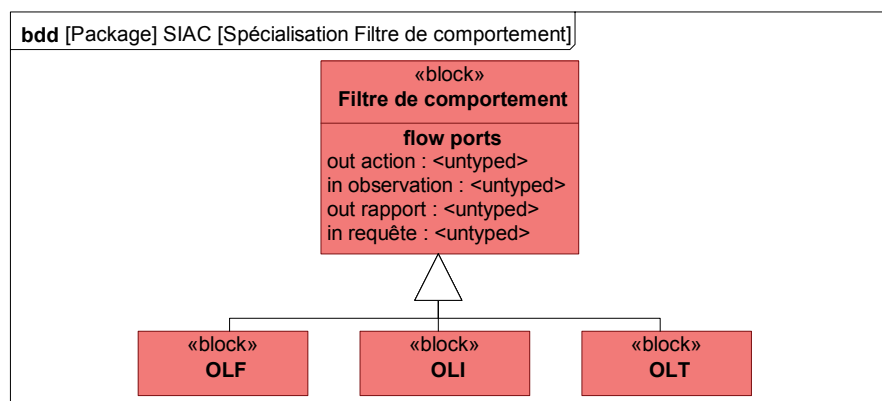 bdd [Package] SIAC [Spécialisation Filtre de comportement]
«block»
Filtre de comportement
flow ports
out action : <untyped>
in observation : <untyped>
out rapport : <untyped>
in requête : <untyped>
«block»
OLF
«block»
OLI
«block»
OLT